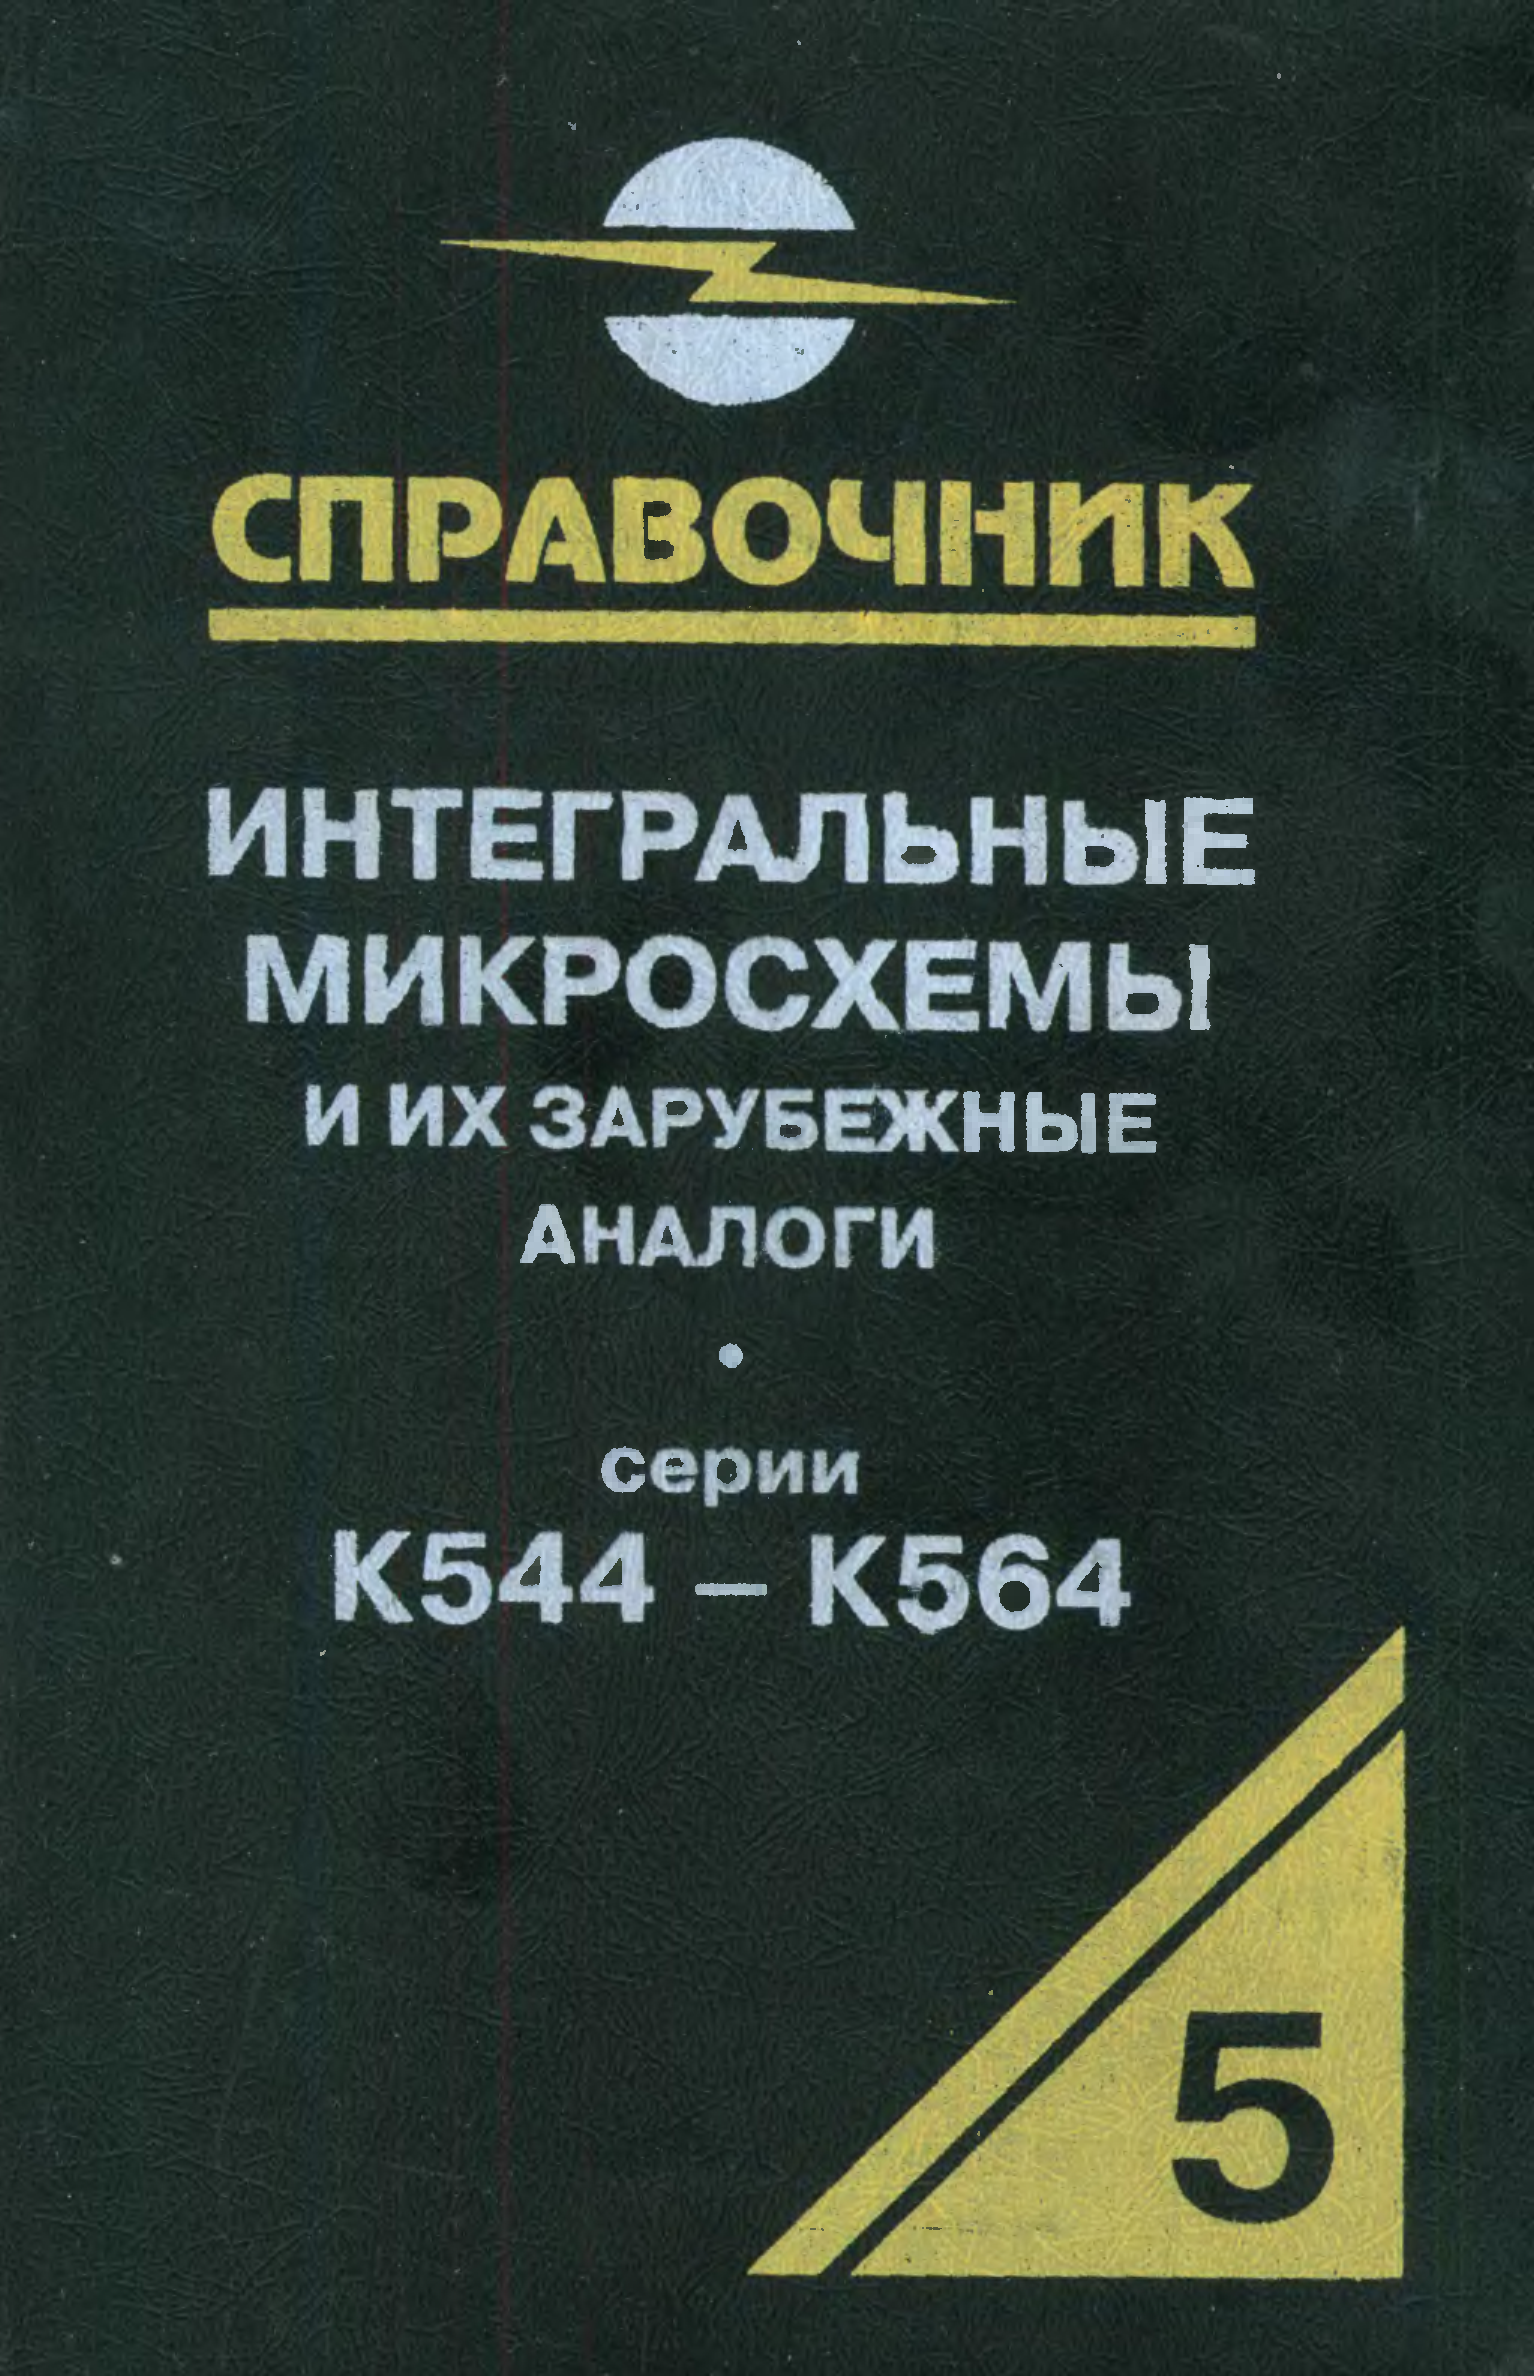 СПРАВОЧНИК
ИНТЕГРАЛЬНЫЕ
МИКРОСХЕМЫ
И ИХ ЗАРУБЕЖНЫЕ
АНАЛОГИ
•
серии
К544 – К564
5